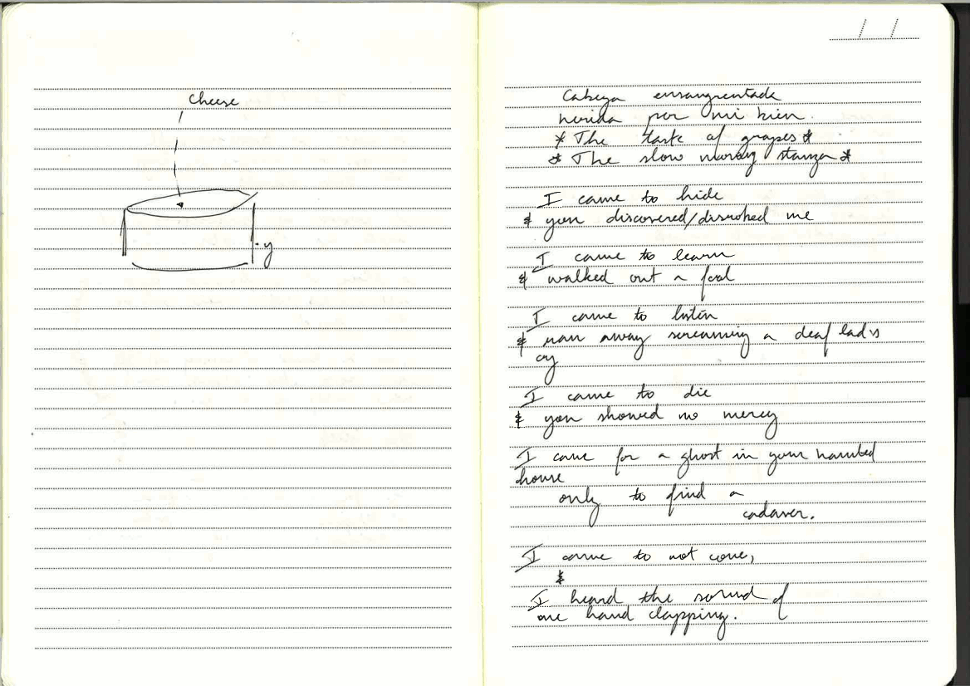 cheese
y
Cabeza ensangrentada
herida por mi bien.
*The task of grapes*
*The slow moving stanza*
I came to hide
& you discovered/disrobed me
I came to learn
& walked out a fool
I came to listen
& ran away screaming a deaf lad's
cry
I came to die
& you showed no mercy
I came for a ghost in your haunted
house
only to find a
cadaver.
I came to not come,
&
I heard the sound of
one hand clapping.